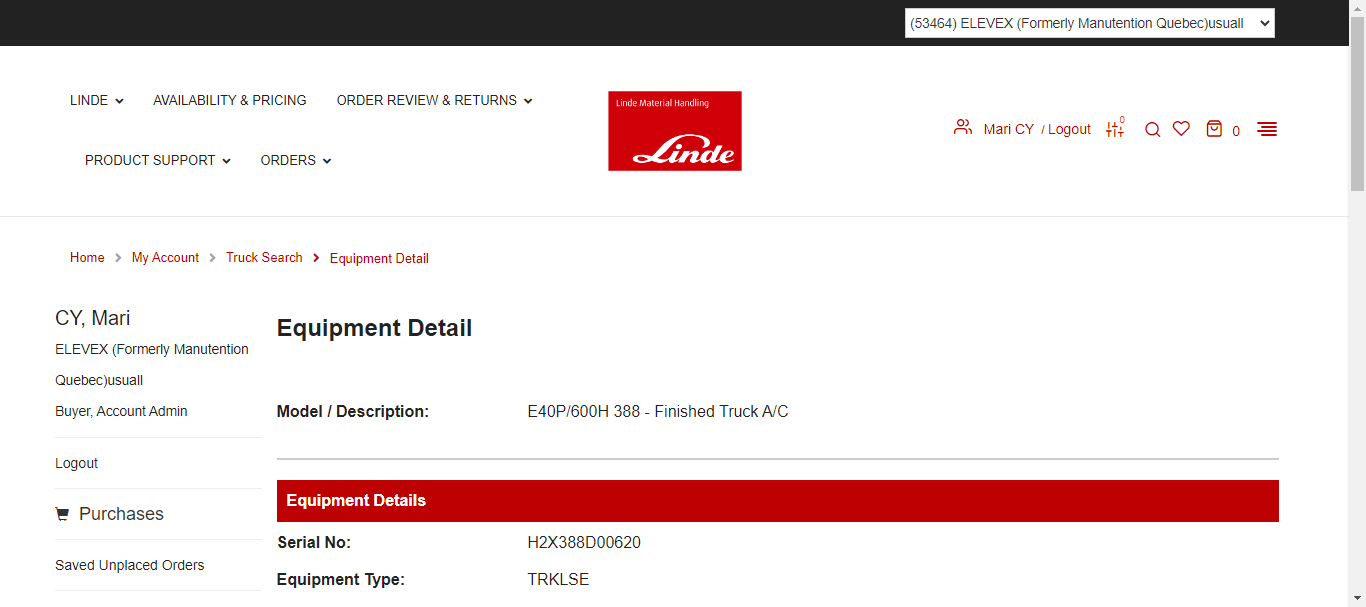 (53464) ELEVEX (Formerly Manutention Quebec)usuall
LINDE
AVAILABILITY & PRICING
ORDER REVIEW & RETURNS
PRODUCT SUPPORT
ORDERS
Linde Material Handling
Linde
Mari CY / Logout
0
0
Home
My Account
Truck Search
Equipment Detail
CY, Mari
ELEVEX (Formerly Manutention
Quebec)usuall
Buyer, Account Admin
Logout
Purchases
Saved Unplaced Orders
Equipment Detail
Model / Description: E40P/600H 388 - Finished Truck A/C
Equipment Details
Serial No: H2X388D00620
Equipment Type: TRKLSE